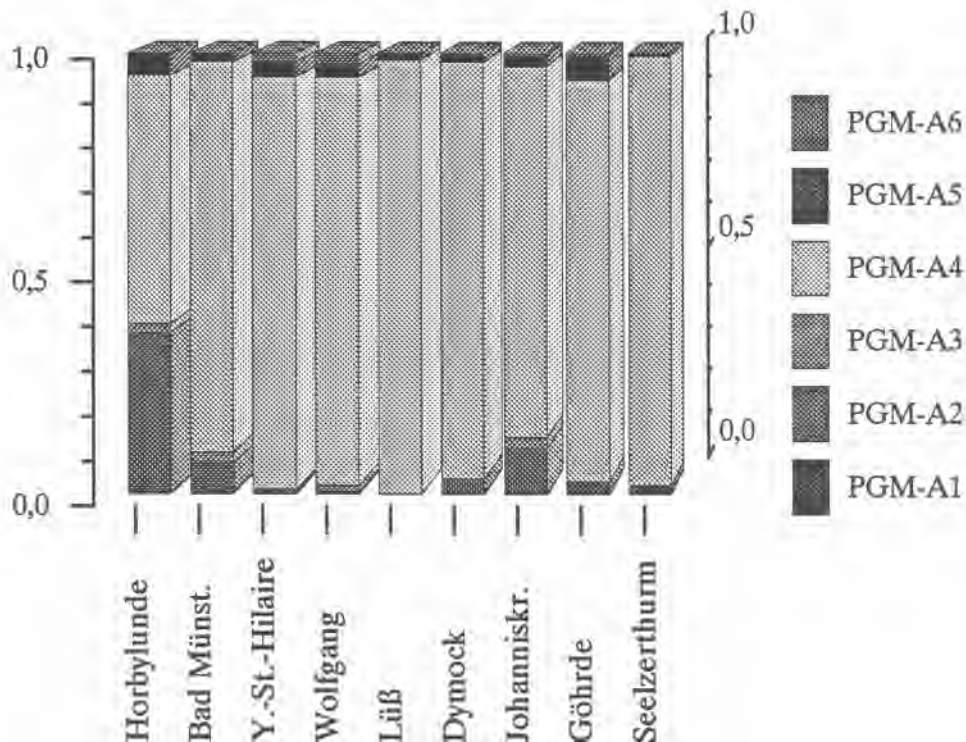 1,0
0,5
0,0
1,0
0,5
0,0
PGM-A6
PGM-A5
PGM-A4
PGM-A3
PGM-A2
PGM-A1
Horbylunde
Bad Münst.
Y.-St.-Hilaire
Wolfgang
Lüß
Dymock
Johanniskr.
Göhrde
Seelzerthurm